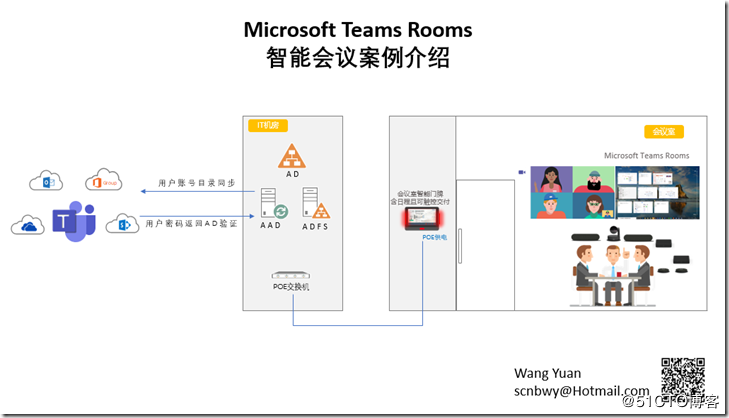 Microsoft Teams Rooms
智能会议案例介绍
IT机房
AD
用户账号目录同步
用户密码返回AD验证
AAD
ADFS
POE交换机
Group
会议室智能门牌
含日程且可触控交付
POE供电
会议室
Microsoft Teams Rooms
Wang Yuan
scnbwy@Hotmail.com
@51CTO博客